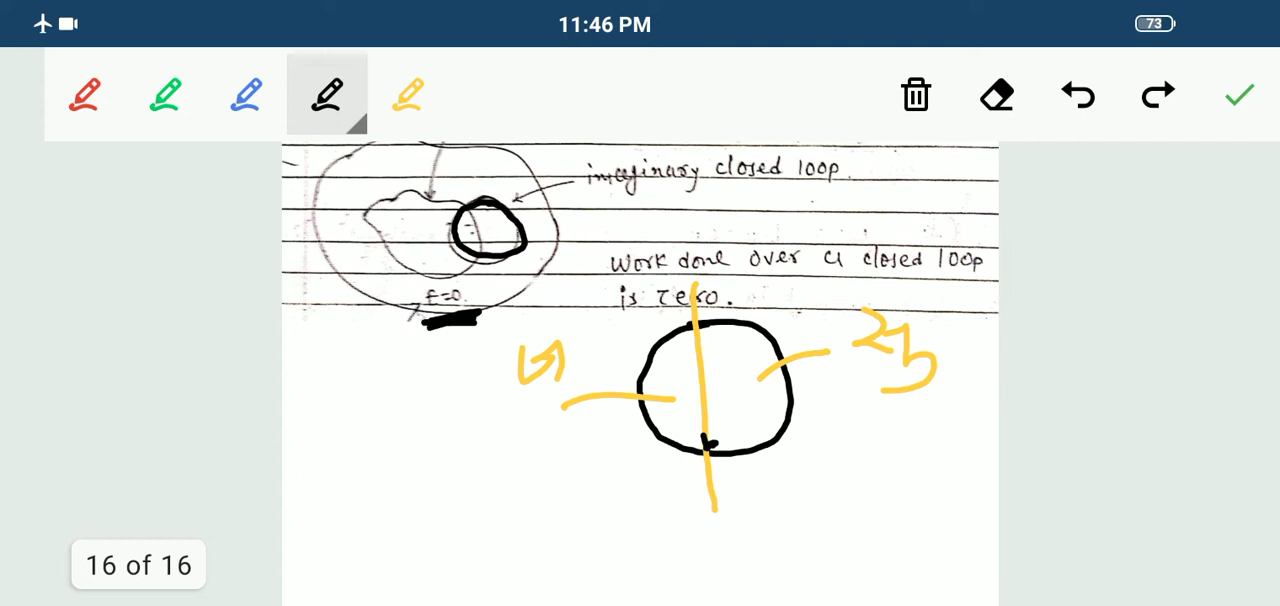 11:46 PM
73
imaginary closed loop.
Work done over a closed loop
is zero.
E=0.
16 of 16